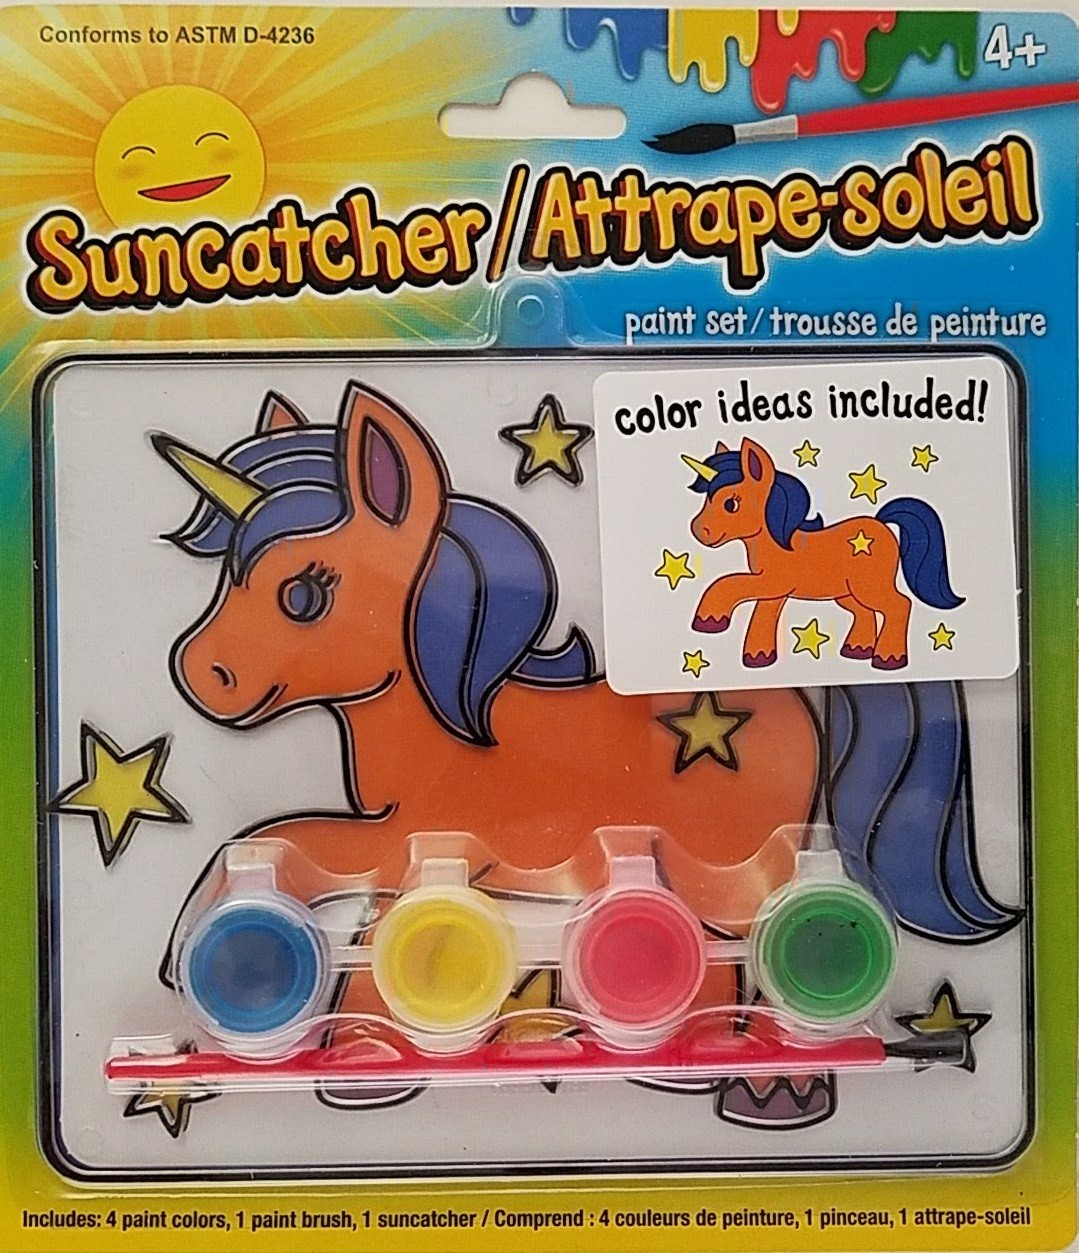 Conforms to ASTM D-4236
4+
Suncatcher/Attrape-soleil
paint set/trousse de peinture
color ideas included!
Includes: 4 paint colors, 1 paint brush, 1 suncatcher / Comprend : 4 couleurs de peinture, 1 pinceau, 1 attrape-soleil